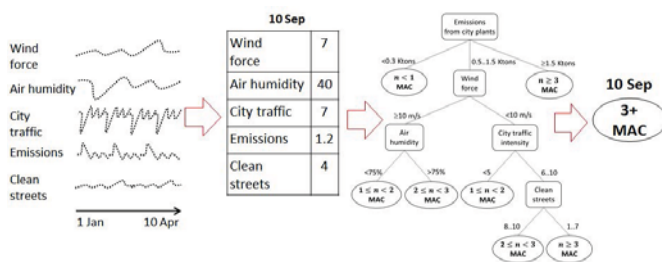 Wind
force
Air humidity
City
traffic
Emissions
Clean
streets
1 Jan
10 Apr
10 Sep
Wind
force
7
Air humidity
40
City traffic
7
Emissions
1.2
Clean
streets
4
Emissions
from city plants
<0.3 Ktons
0.5..1.5 Ktons
≥1.5 Ktons
n < 1
MAC
Wind
force
n ≥ 3
MAC
≥10 m/s
<10 m/s
Air
humidity
City traffic
intensity
<75%
>75%
<5
6..10
1 ≤ n < 2
MAC
2 ≤ n < 3
MAC
1 ≤ n < 2
MAC
Clean
streets
8..10
1..7
2 ≤ n < 3
MAC
n ≥ 3
MAC
10 Sep
3+
MAC